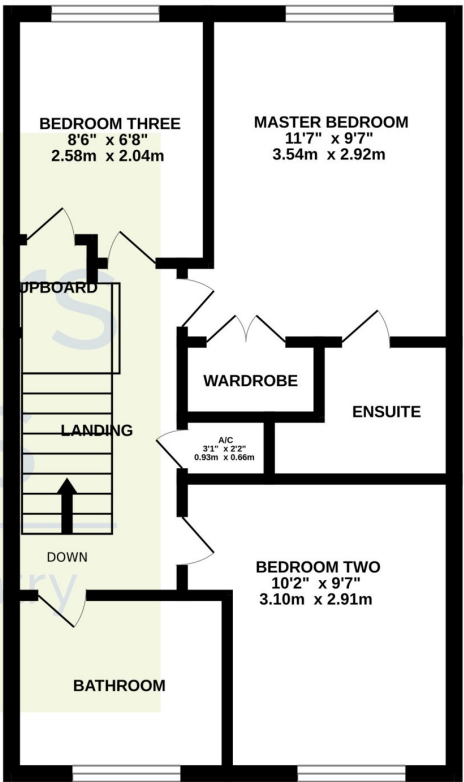 BEDROOM THREE
8'6" x 6'8"
2.58m x 2.04m
MASTER BEDROOM
11'7" x 9'7"
3.54m x 2.92m
UPBOARD
WARDROBE
ENSUITE
LANDING
A/C
3'1" x 2'2"
0.93m x 0.66m
DOWN
BEDROOM TWO
10'2" x 9'7"
3.10m x 2.91m
BATHROOM